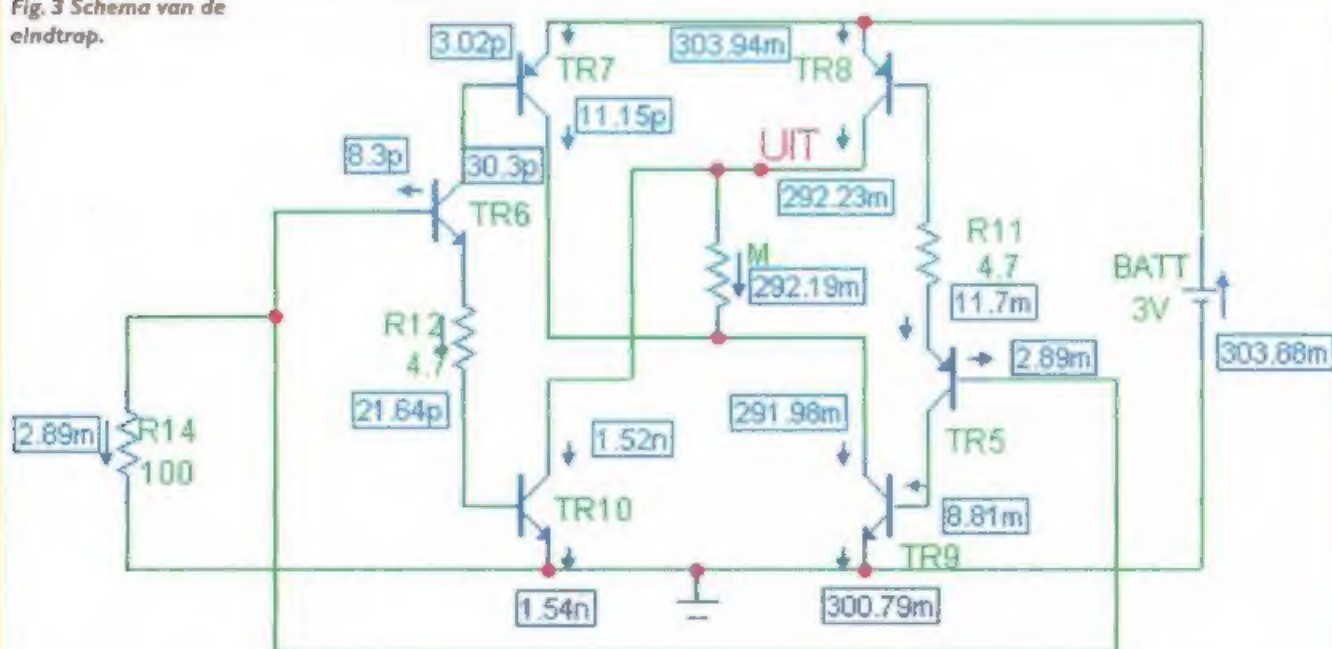 Fig. 3 Schema van de
eindtrap.
3.02p
TR7
303.94m
TR8
11.15p
UIT
8.3p
30.3p
TR6
292.23m
R11
4.7
11.7m
M
292.19m
BATT
3V
R12
4.7
2.89m
303.88m
21.64p
291.98m
2.89m
R14
100
1.52n
TR5
TR10
8.81m
TR9
1.54n
300.79m